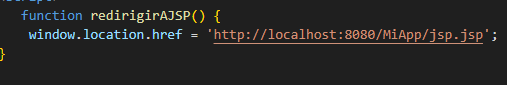 function redirigirAJSP() {
window.location.href = 'http://localhost:8080/MiApp/jsp.jsp';
}